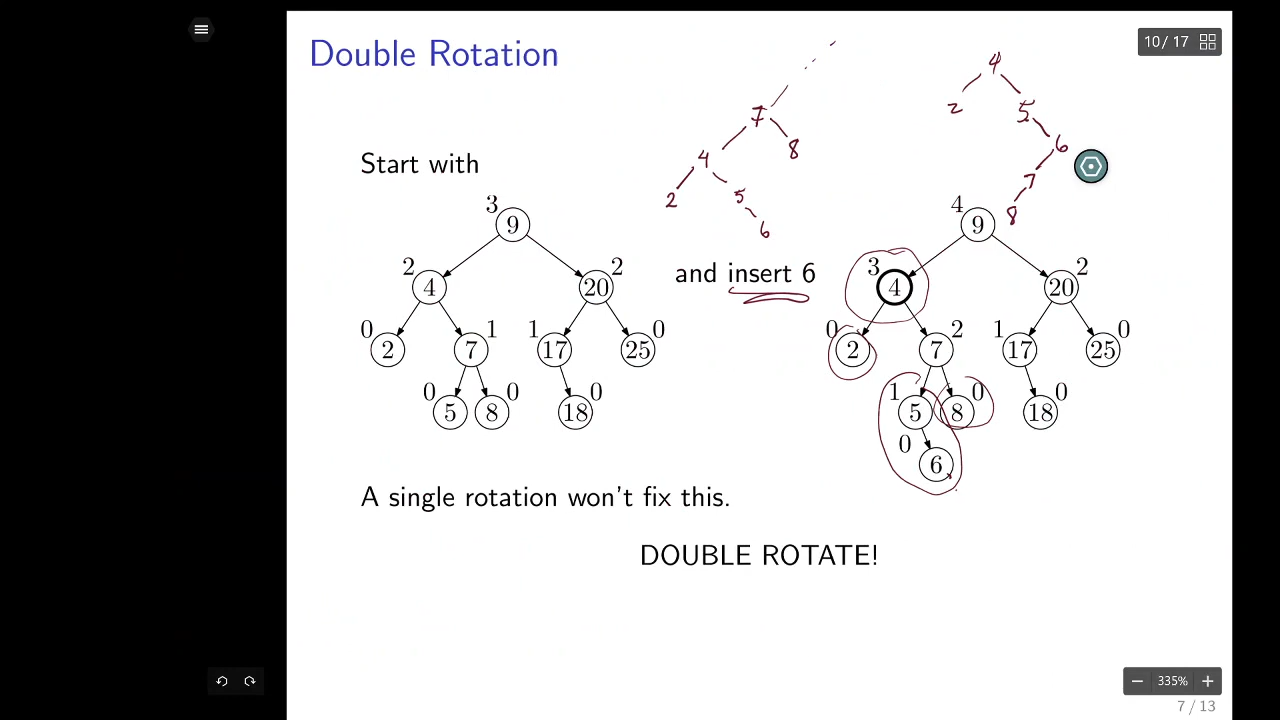 Double Rotation
10 / 17
4
2 5
6
7
8
7
4 8
2 5
6
Start with
3
9
2 2
4 20
0 1 1 0
2 7 17 25
0 0 0
5 8 18
and insert 6
4
9
3 2
4 20
0 2 1 0
2 7 17 25
1 0 0
5 8 18
0
6
A single rotation won't fix this.
DOUBLE ROTATE!
335%
7 / 13